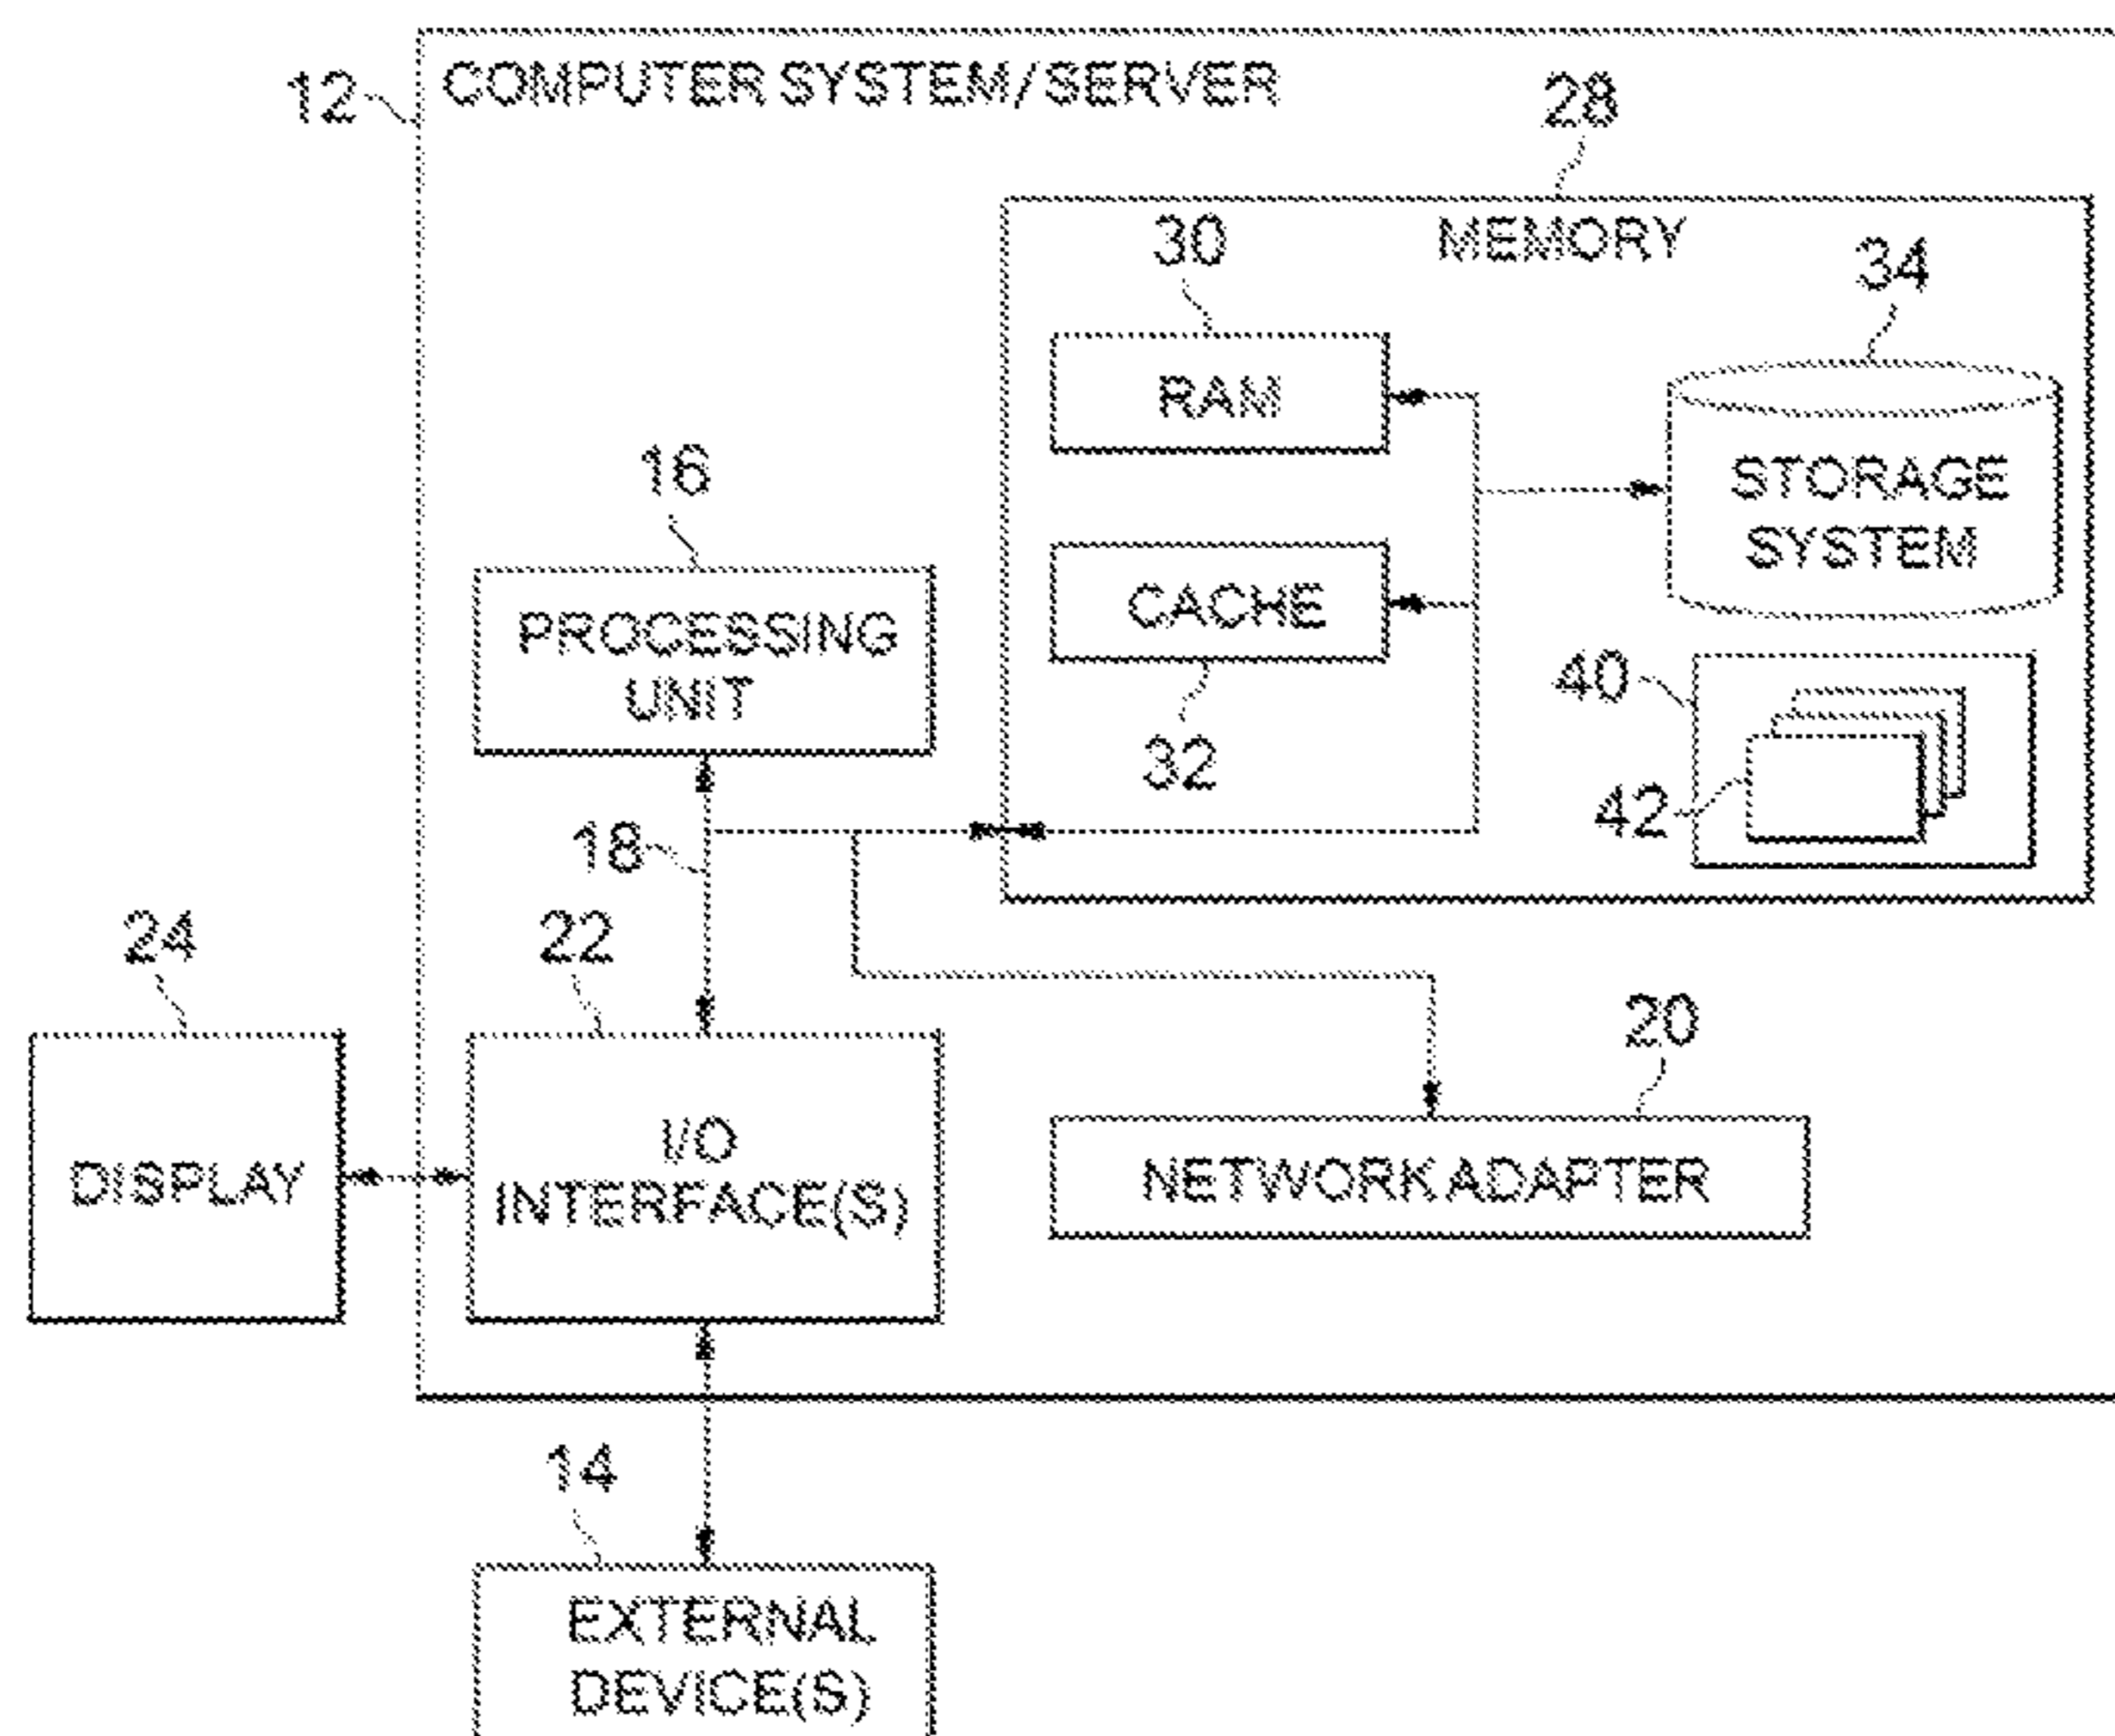 12
COMPUTER SYSTEM/SERVER
28
MEMORY
30
34
RAM
STORAGE
SYSTEM
16
PROCESSING
UNIT
CACHE
32
40
42
18
24
22
20
DISPLAY
I/O
INTERFACE(S)
NETWORK ADAPTER
14
EXTERNAL
DEVICE(S)